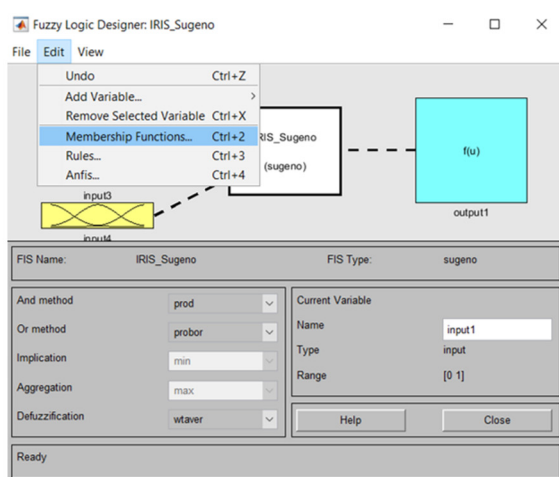 Fuzzy Logic Designer: IRIS_Sugeno
File Edit View
Undo Ctrl+Z
Add Variable... >
Remove Selected Variable Ctrl+X
Membership Functions... Ctrl+2
Rules... Ctrl+3
Anfis... Ctrl+4
RIS_Sugeno
(sugeno)
f(u)
input3
output1
input4
FIS Name: IRIS_Sugeno FIS Type: sugeno
And method prod
Or method probor
Implication min
Aggregation max
Defuzzification wtaver
Current Variable
Name input1
Type input
Range [0 1]
Help Close
Ready